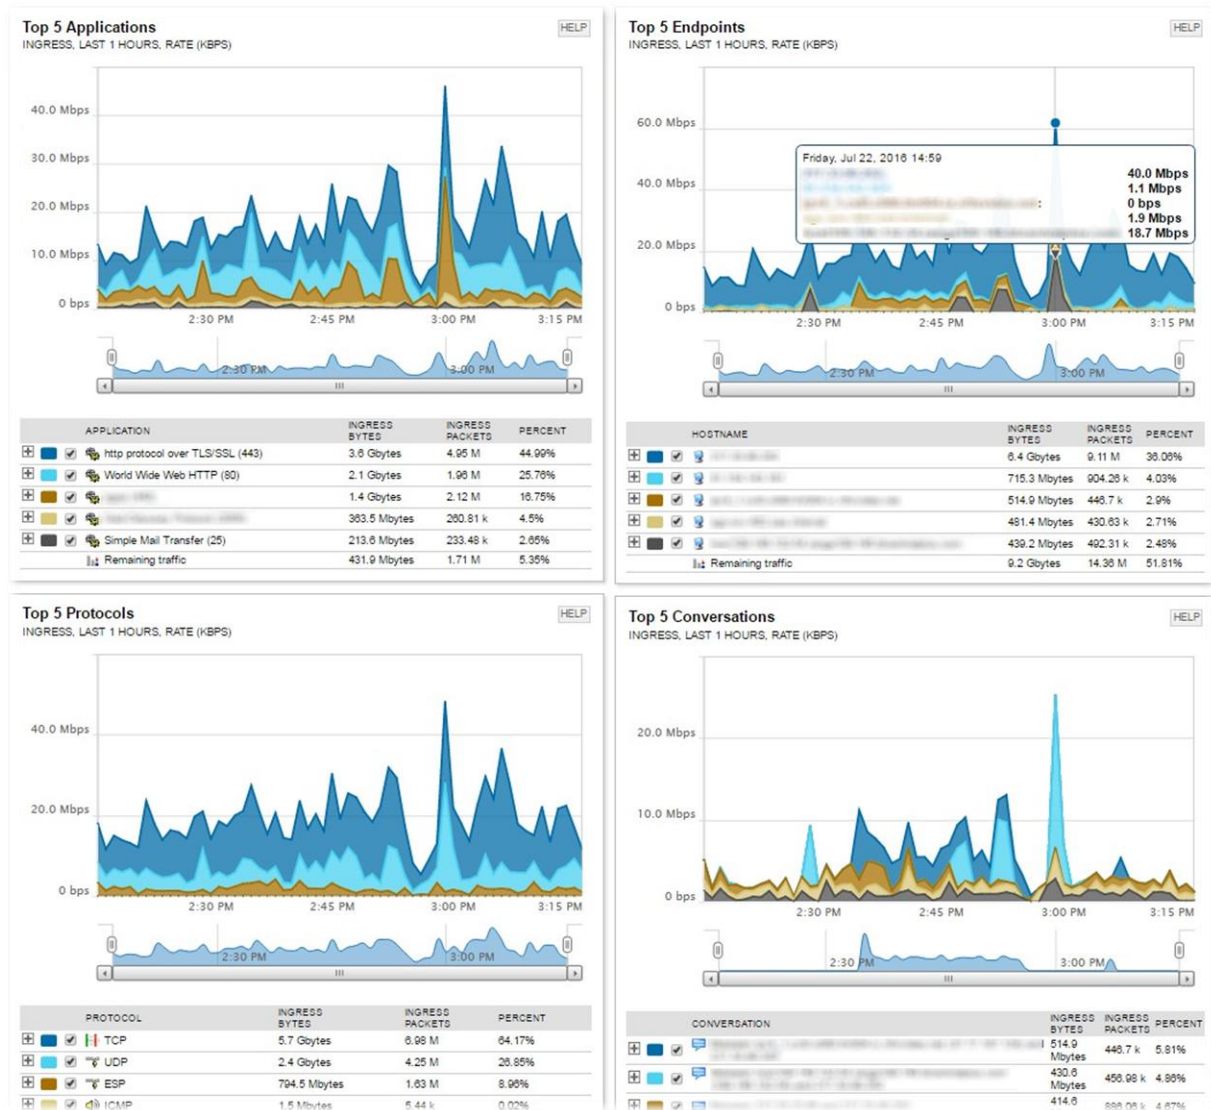 Top 5 Applications
HELP
INGRESS, LAST 1 HOURS, RATE (KBPS)
40.0 Mbps
30.0 Mbps
20.0 Mbps
10.0 Mbps
0 bps
2:30 PM 2:45 PM 3:00 PM 3:15 PM
2:30 PM 3:00 PM
APPLICATION INGRESS BYTES INGRESS PACKETS PERCENT
http protocol over TLS/SSL (443) 3.6 Gbytes 4.95 M 44.99%
World Wide Web HTTP (80) 2.1 Gbytes 1.96 M 25.76%
1.4 Gbytes 2.12 M 16.75%
363.5 Mbytes 260.81 k 4.5%
Simple Mail Transfer (25) 213.6 Mbytes 233.48 k 2.65%
Remaining traffic 431.9 Mbytes 1.71 M 5.35%
Top 5 Endpoints
HELP
INGRESS, LAST 1 HOURS, RATE (KBPS)
60.0 Mbps
40.0 Mbps
20.0 Mbps
0 bps
Friday, Jul 22, 2016 14:59
40.0 Mbps
1.1 Mbps
: 0 bps
1.9 Mbps
18.7 Mbps
2:30 PM 2:45 PM 3:00 PM 3:15 PM
2:30 PM 3:00 PM
HOSTNAME INGRESS BYTES INGRESS PACKETS PERCENT
6.4 Gbytes 9.11 M 36.06%
715.3 Mbytes 904.26 k 4.03%
514.9 Mbytes 446.7 k 2.9%
481.4 Mbytes 430.63 k 2.71%
439.2 Mbytes 492.31 k 2.48%
Remaining traffic 9.2 Gbytes 14.36 M 51.81%
Top 5 Protocols
HELP
INGRESS, LAST 1 HOURS, RATE (KBPS)
40.0 Mbps
20.0 Mbps
0 bps
2:30 PM 2:45 PM 3:00 PM 3:15 PM
2:30 PM 3:00 PM
PROTOCOL INGRESS BYTES INGRESS PACKETS PERCENT
TCP 5.7 Gbytes 6.98 M 64.17%
UDP 2.4 Gbytes 4.25 M 26.85%
ESP 794.5 Mbytes 1.63 M 8.96%
ICMP 1.5 Mbytes 5.44 k 0.02%
Top 5 Conversations
HELP
INGRESS, LAST 1 HOURS, RATE (KBPS)
20.0 Mbps
10.0 Mbps
0 bps
2:30 PM 2:45 PM 3:00 PM 3:15 PM
2:30 PM 3:00 PM
CONVERSATION INGRESS BYTES INGRESS PACKETS PERCENT
514.9 Mbytes 446.7 k 5.81%
430.6 Mbytes 456.98 k 4.86%
414.6 Mbytes 4.67%